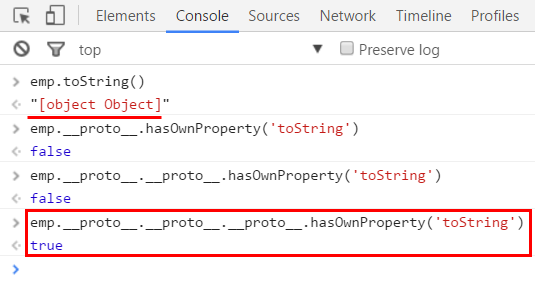 Elements Console Sources Network Timeline Profiles
top Preserve log
emp.toString()
"[object Object]"
emp.__proto__.hasOwnProperty('toString')
false
emp.__proto__.__proto__.hasOwnProperty('toString')
false
emp.__proto__.__proto__.__proto__.hasOwnProperty('toString')
true